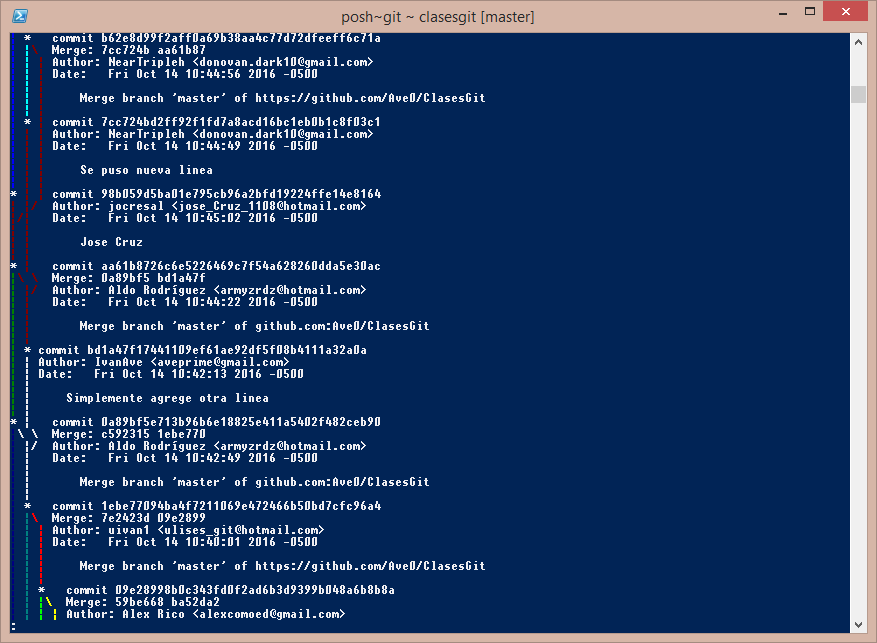 posh~git ~ clasesgit [master]
* commit b62e8d99f2aff0a69b38aa4c77d72dfeeff6c71a
Merge: 7cc724b aa61b87
Author: NearTripleh <donovan.dark10@gmail.com>
Date: Fri Oct 14 10:44:56 2016 -0500
Merge branch 'master' of https://github.com/Ave0/ClasesGit
* commit 7cc724bd2ff92f1fd7a8acd16bc1eb0b1c8f03c1
Author: NearTripleh <donovan.dark10@gmail.com>
Date: Fri Oct 14 10:44:49 2016 -0500
Se puso nueva linea
* commit 98b059d5ba01e795cb96a2bfd19224ffe14e8164
Author: jocresal <jose_Cruz_1108@hotmail.com>
Date: Fri Oct 14 10:45:02 2016 -0500
Jose Cruz
* commit aa61b8726c6e5226469c7f54a628260dda5e30ac
Merge: 0a89bf5 bd1a47f
Author: Aldo Rodríguez <armyzrdz@hotmail.com>
Date: Fri Oct 14 10:44:22 2016 -0500
Merge branch 'master' of github.com:Ave0/ClasesGit
* commit bd1a47f17441109ef61ae92df5f08b4111a32a0a
Author: IvanAve <aveprime@gmail.com>
Date: Fri Oct 14 10:42:13 2016 -0500
Simplemente agrege otra linea
* commit 0a89bf5e713b96b6e18825e411a5402f482ceb90
Merge: c592315 1ebe770
Author: Aldo Rodríguez <armyzrdz@hotmail.com>
Date: Fri Oct 14 10:42:49 2016 -0500
Merge branch 'master' of github.com:Ave0/ClasesGit
* commit 1ebe77094ba4f7211069e472466b50bd7cfc96a4
Merge: 7e2423d 09e2899
Author: uivan1 <ulises_git@hotmail.com>
Date: Fri Oct 14 10:40:01 2016 -0500
Merge branch 'master' of https://github.com/Ave0/ClasesGit
* commit 09e28998b0c343fd0f2ad6b3d9399b048a6b8b8a
Merge: 59be668 ba52da2
Author: Alex Rico <alexcomoed@gmail.com>
: